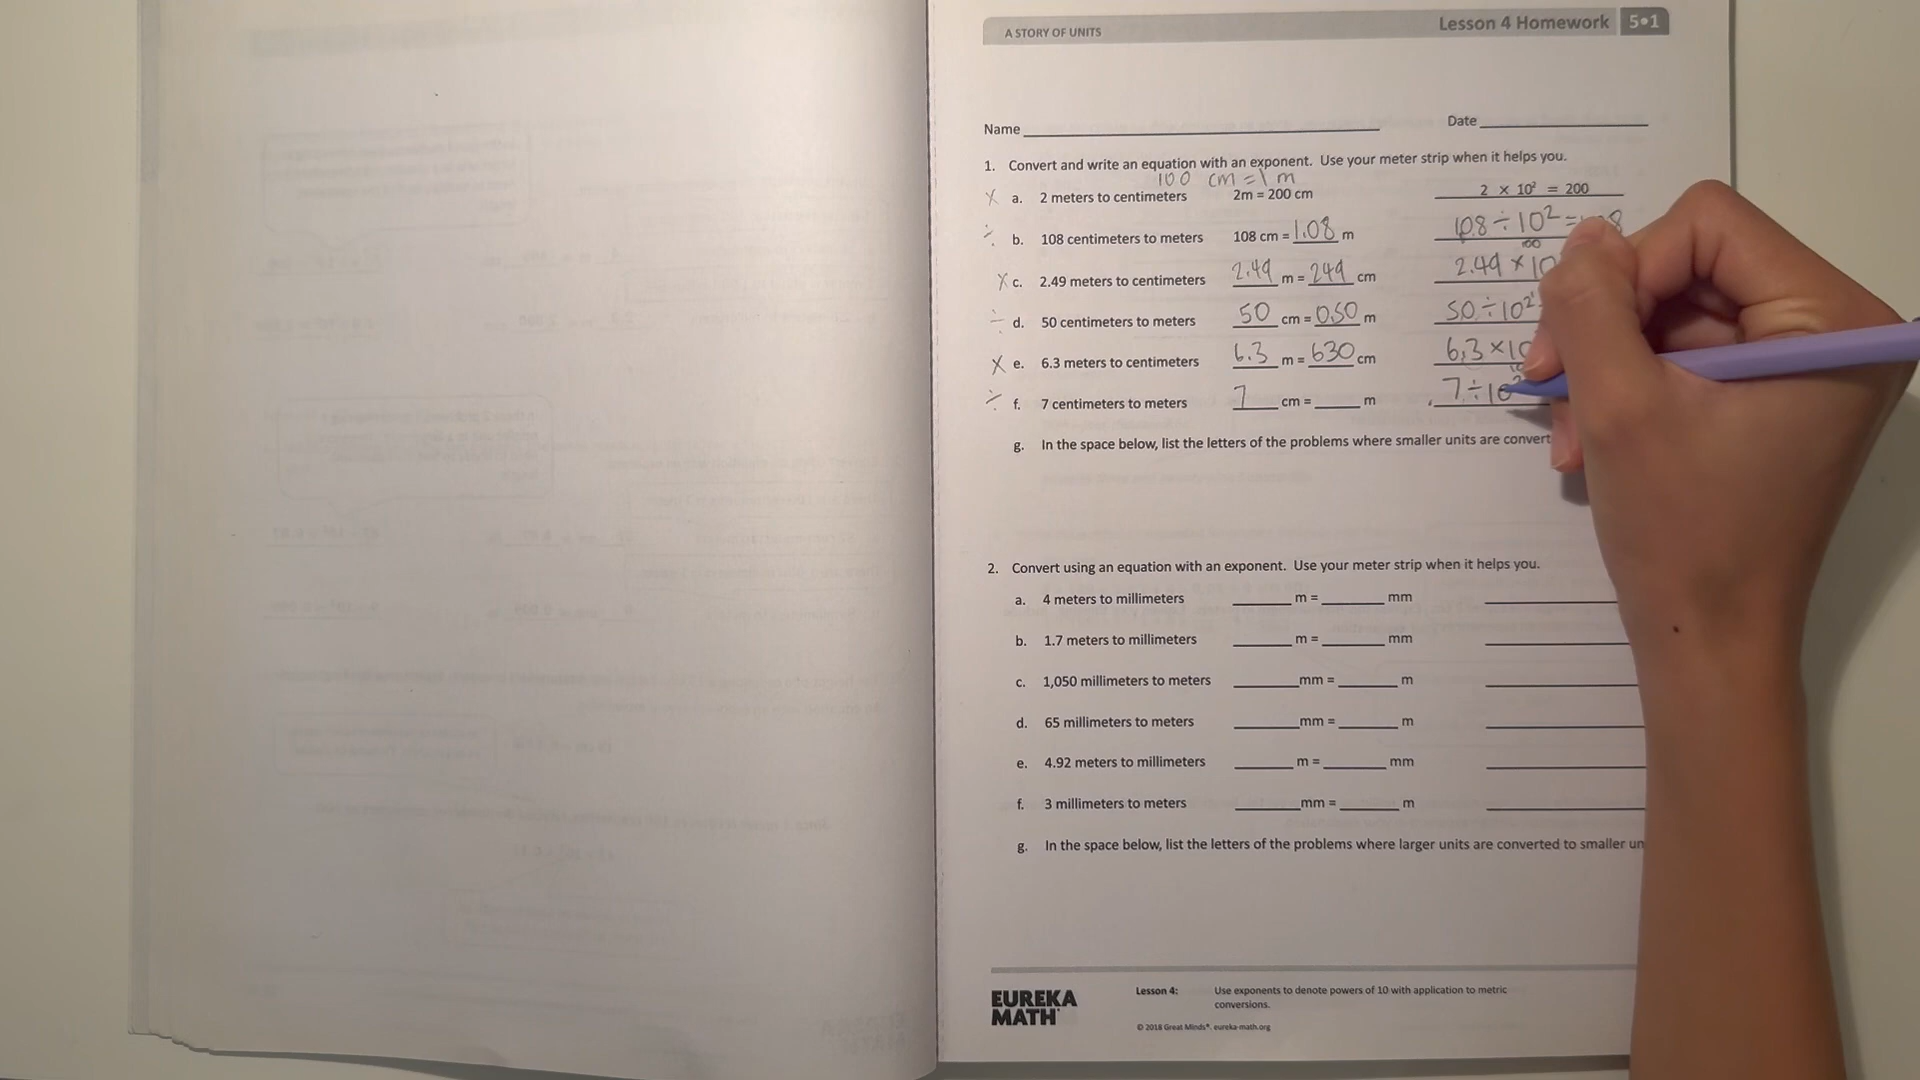 A STORY OF UNITS
Lesson 4 Homework 5•1
Name
Date
1. Convert and write an equation with an exponent. Use your meter strip when it helps you.
100 cm = 1 m
X a. 2 meters to centimeters 2m = 200 cm 2 × 10² = 200
÷ b. 108 centimeters to meters 108 cm = 1.08 m 108 ÷ 10² =
100
X c. 2.49 meters to centimeters 2.49 m = 249 cm 2.49 × 10
÷ d. 50 centimeters to meters 50 cm = 0.50 m 50 ÷ 10²
X e. 6.3 meters to centimeters 6.3 m = 630 cm 6.3 × 10
÷ f. 7 centimeters to meters 7 cm = m 7 ÷ 10²
g. In the space below, list the letters of the problems where smaller units are convert
2. Convert using an equation with an exponent. Use your meter strip when it helps you.
a. 4 meters to millimeters m = mm
b. 1.7 meters to millimeters m = mm
c. 1,050 millimeters to meters mm = m
d. 65 millimeters to meters mm = m
e. 4.92 meters to millimeters m = mm
f. 3 millimeters to meters mm = m
g. In the space below, list the letters of the problems where larger units are converted to smaller un
EUREKA
MATH
Lesson 4: Use exponents to denote powers of 10 with application to metric
conversions.
© 2018 Great Minds®. eureka-math.org